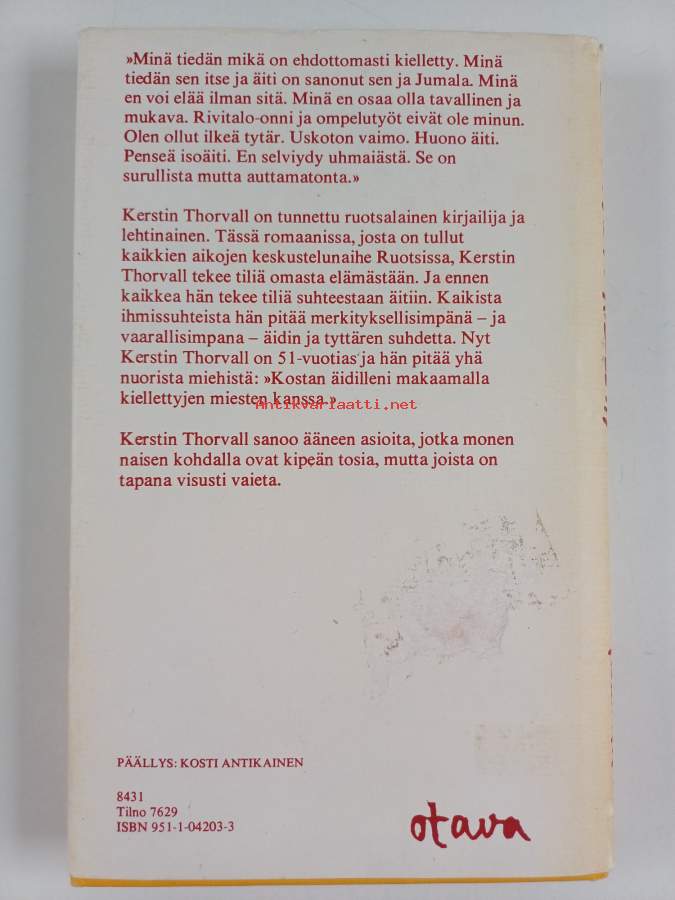 »Minä tiedän mikä on ehdottomasti kielletty. Minä
tiedän sen itse ja äiti on sanonut sen ja Jumala. Minä
en voi elää ilman sitä. Minä en osaa olla tavallinen ja
mukava. Rivitalo-onni ja ompelutyöt eivät ole minun.
Olen ollut ilkeä tytär. Uskoton vaimo. Huono äiti.
Penseä isoäiti. En selviydy uhmaiästä. Se on
surullista mutta auttamatonta.»
Kerstin Thorvall on tunnettu ruotsalainen kirjailija ja
lehtinainen. Tässä romaanissa, josta on tullut
kaikkien aikojen keskustelunaihe Ruotsissa, Kerstin
Thorvall tekee tiliä omasta elämästään. Ja ennen
kaikkea hän tekee tiliä suhteestaan äitiin. Kaikista
ihmissuhteista hän pitää merkityksellisimpänä – ja
vaarallisimpana – äidin ja tyttären suhdetta. Nyt
Kerstin Thorvall on 51-vuotias ja hän pitää yhä
nuorista miehistä: »Kostan äidilleni makaamalla
kiellettyjen miesten kanssa.»
Antikvariaatti.net
Kerstin Thorvall sanoo ääneen asioita, jotka monen
naisen kohdalla ovat kipeän tosia, mutta joista on
tapana visusti vaieta.
PÄÄLLYS: KOSTI ANTIKAINEN
8431
Tilno 7629
ISBN 951-1-04203-3
otava